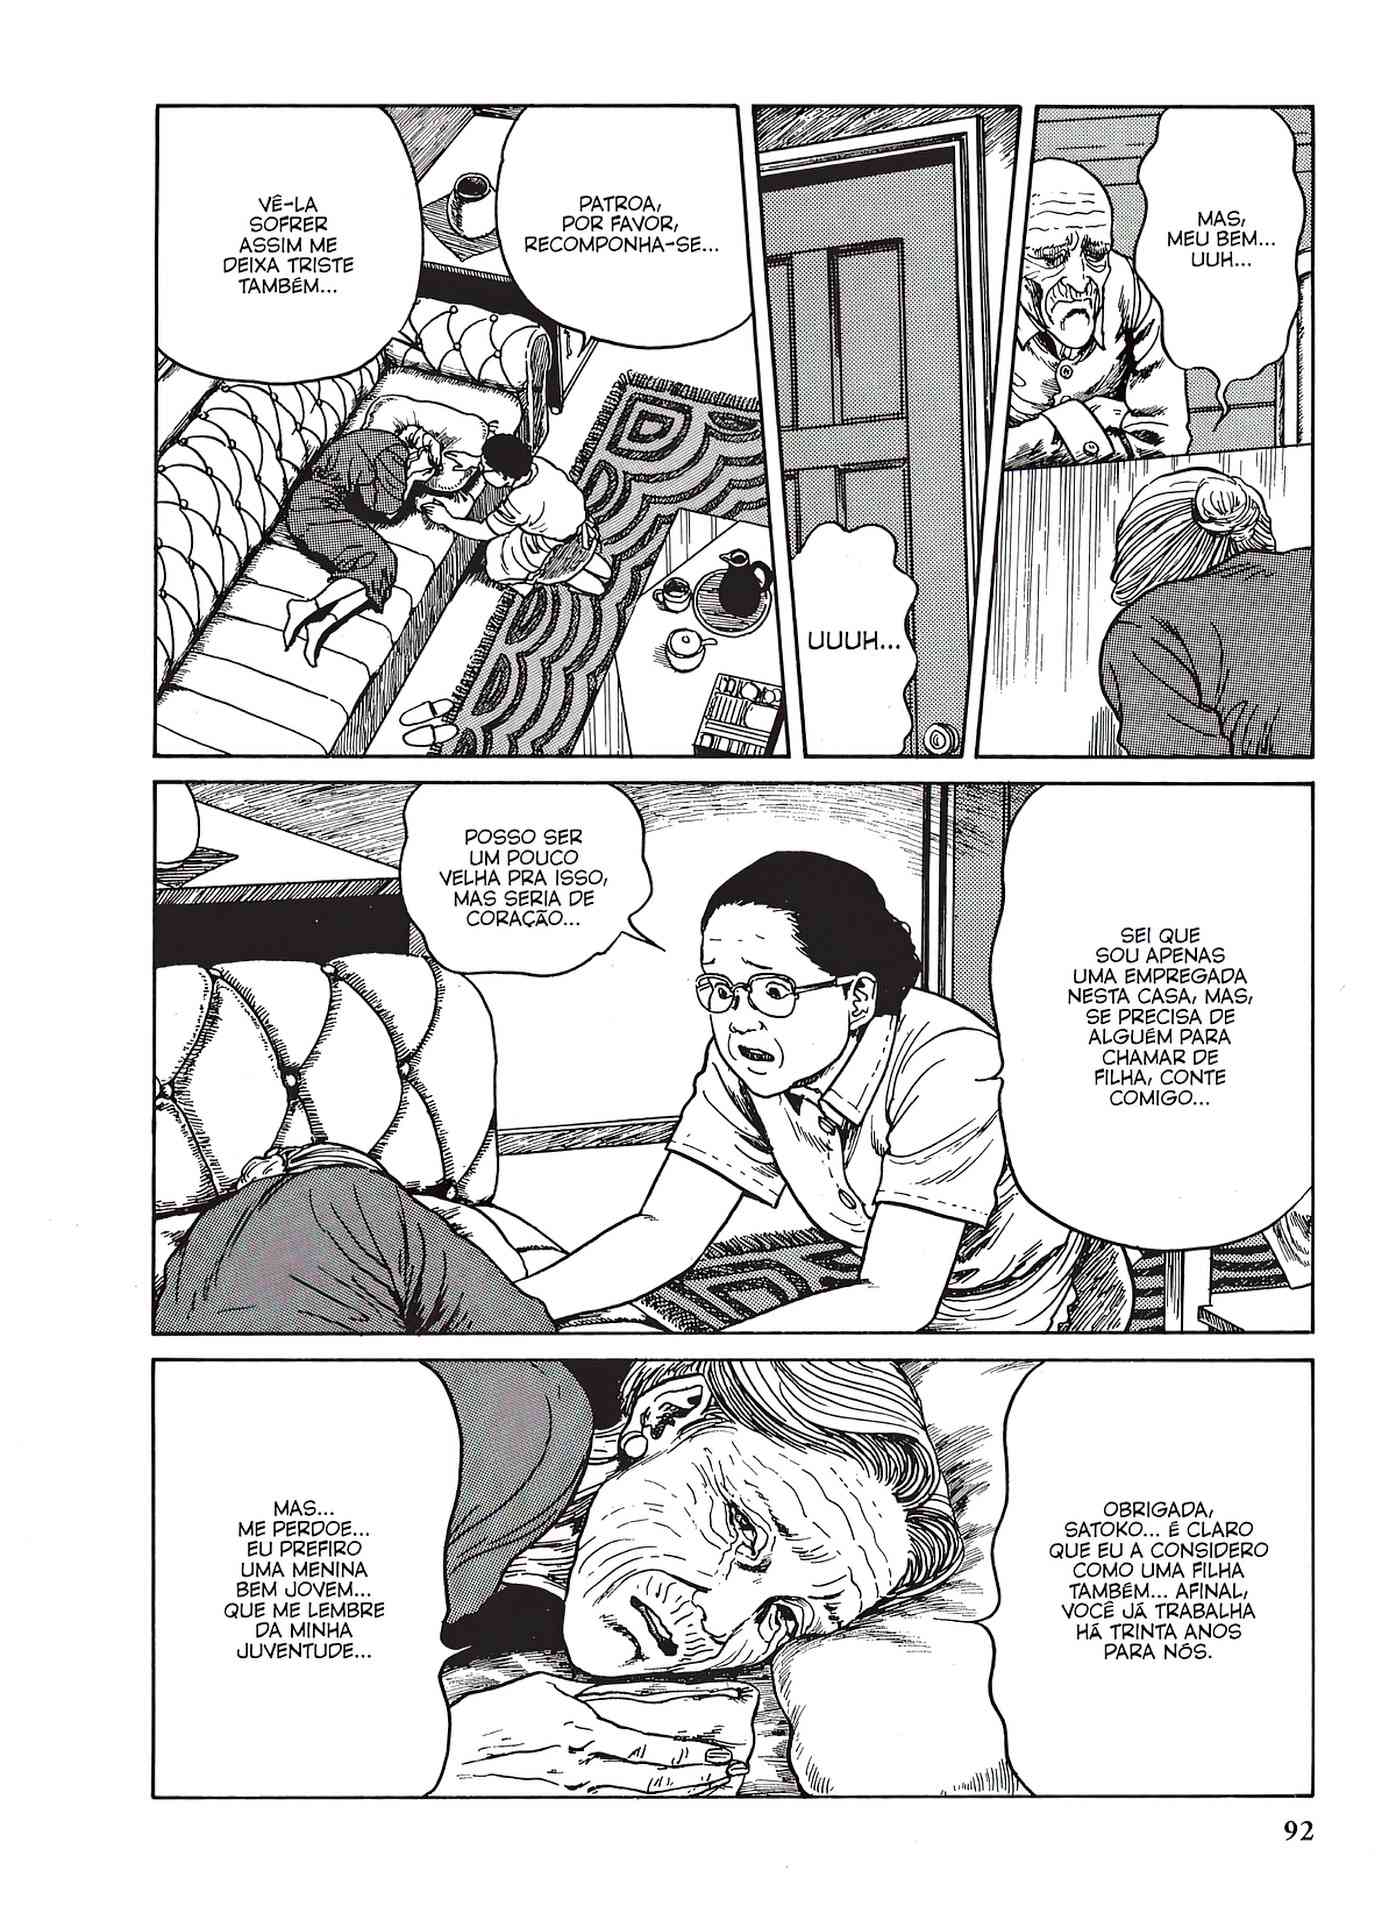 MAS,
MEU BEM...
UUH...
UUUH...
PATROA,
POR FAVOR,
RECOMPONHA-SE...
VÊ-LA
SOFRER
ASSIM ME
DEIXA TRISTE
TAMBÉM...
SEI QUE
SOU APENAS
UMA EMPREGADA
NESTA CASA, MAS,
SE PRECISA DE
ALGUÉM PARA
CHAMAR DE
FILHA, CONTE
COMIGO...
POSSO SER
UM POUCO
VELHA PRA ISSO,
MAS SERIA DE
CORAÇÃO...
OBRIGADA,
SATOKO... É CLARO
QUE EU A CONSIDERO
COMO UMA FILHA
TAMBÉM... AFINAL,
VOCÊ JÁ TRABALHA
HÁ TRINTA ANOS
PARA NÓS.
MAS...
ME PERDOE...
EU PREFIRO
UMA MENINA
BEM JOVEM...
QUE ME LEMBRE
DA MINHA
JUVENTUDE...
92